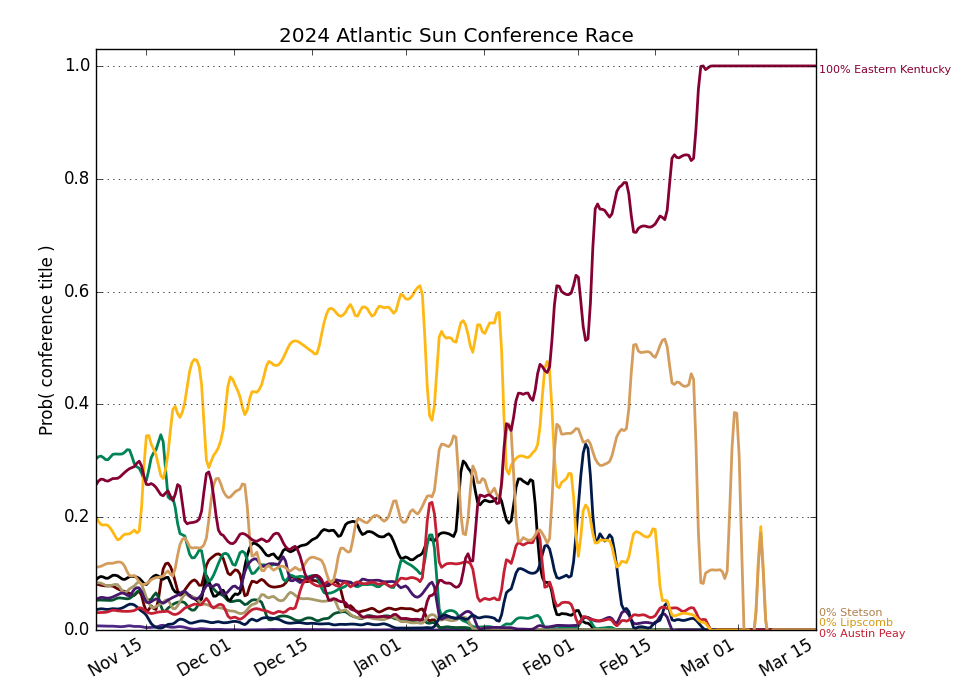 2024 Atlantic Sun Conference Race
1.0
0.8
0.6
0.4
0.2
0.0
Prob( conference title )
100% Eastern Kentucky
0% Stetson
0% Lipscomb
0% Austin Peay
Nov 15
Dec 01
Dec 15
Jan 01
Jan 15
Feb 01
Feb 15
Mar 01
Mar 15